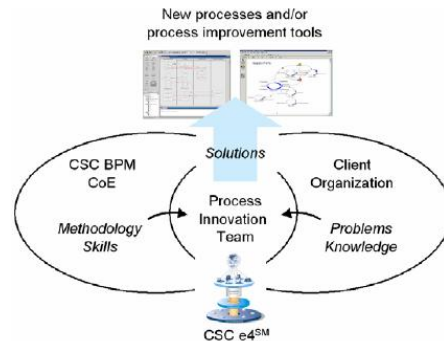 New processes and/or
process improvement tools
Solutions
CSC BPM
CoE
Client
Organization
Process
Innovation
Team
Methodology
Skills
Problems
Knowledge
CSC e4SM